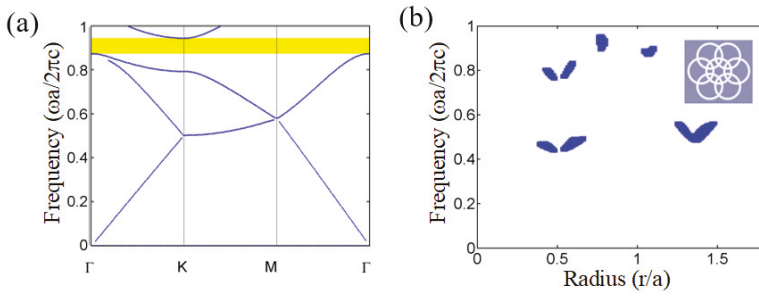 (a)
Frequency (ωa/2πc)
1
0.8
0.6
0.4
0.2
0
Γ
K
M
Γ
(b)
Frequency (ωa/2πc)
1
0.8
0.6
0.4
0.2
0
0
0.5
1
1.5
Radius (r/a)